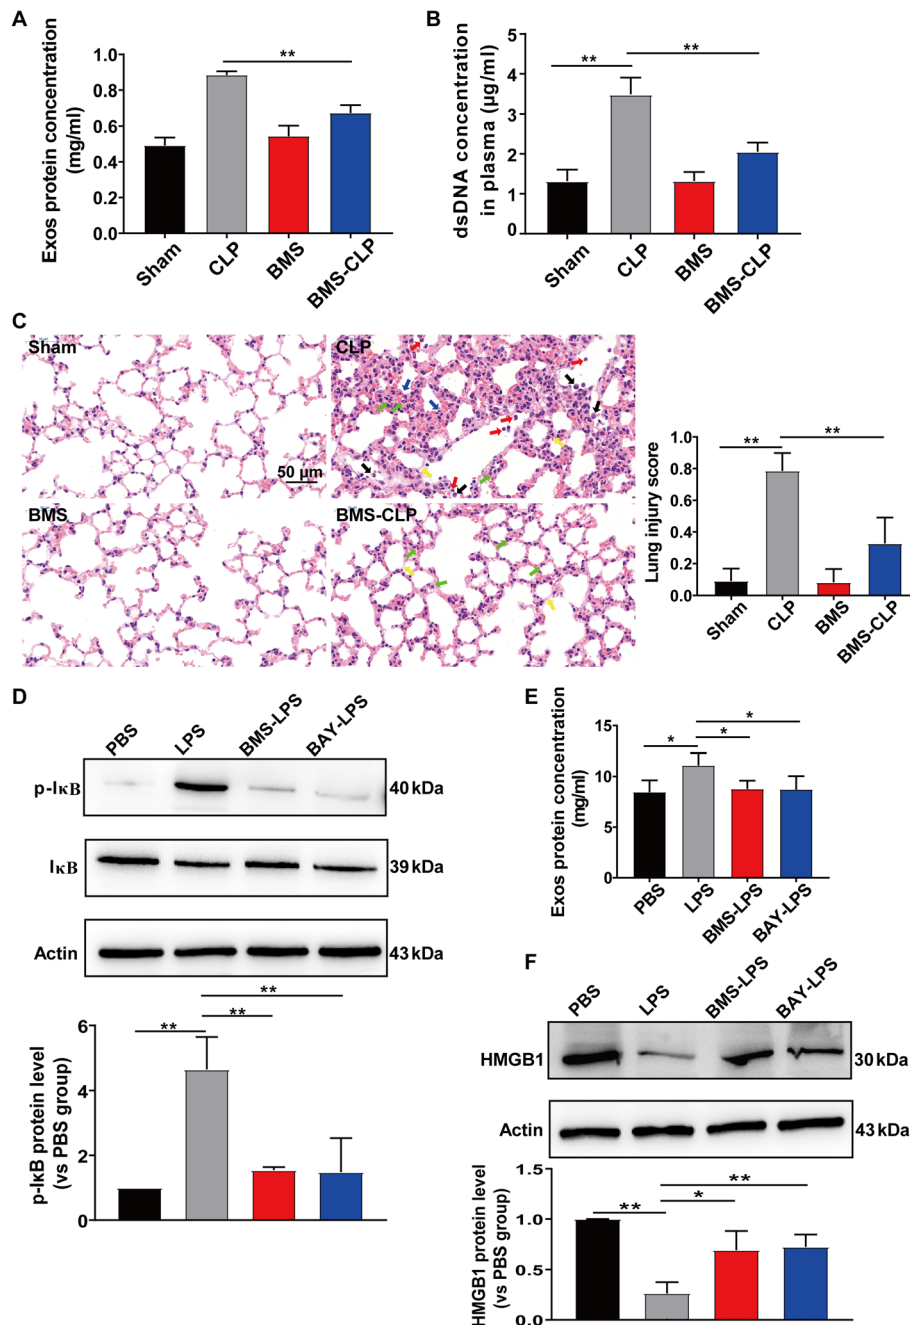 A
Exos protein concentration
(mg/ml)
1.0
0.8
0.6
0.4
0.2
0.0
**
Sham
CLP
BMS
BMS-CLP
B
dsDNA concentration
in plasma (µg/ml)
5
4
3
2
1
0
**
**
Sham
CLP
BMS
BMS-CLP
C
Sham
50 µm
CLP
BMS
BMS-CLP
Lung injury score
1.0
0.8
0.6
0.4
0.2
0.0
**
**
Sham
CLP
BMS
BMS-CLP
D
PBS
LPS
BMS-LPS
BAY-LPS
p-IκB
40 kDa
IκB
39 kDa
Actin
43 kDa
p-IκB protein level
(vs PBS group)
6
4
2
0
**
**
**
E
Exos protein concentration
(mg/ml)
15
10
5
0
*
*
*
PBS
LPS
BMS-LPS
BAY-LPS
F
PBS
LPS
BMS-LPS
BAY-LPS
HMGB1
30 kDa
Actin
43 kDa
HMGB1 protein level
(vs PBS group)
1.5
1.0
0.5
0.0
**
*
**